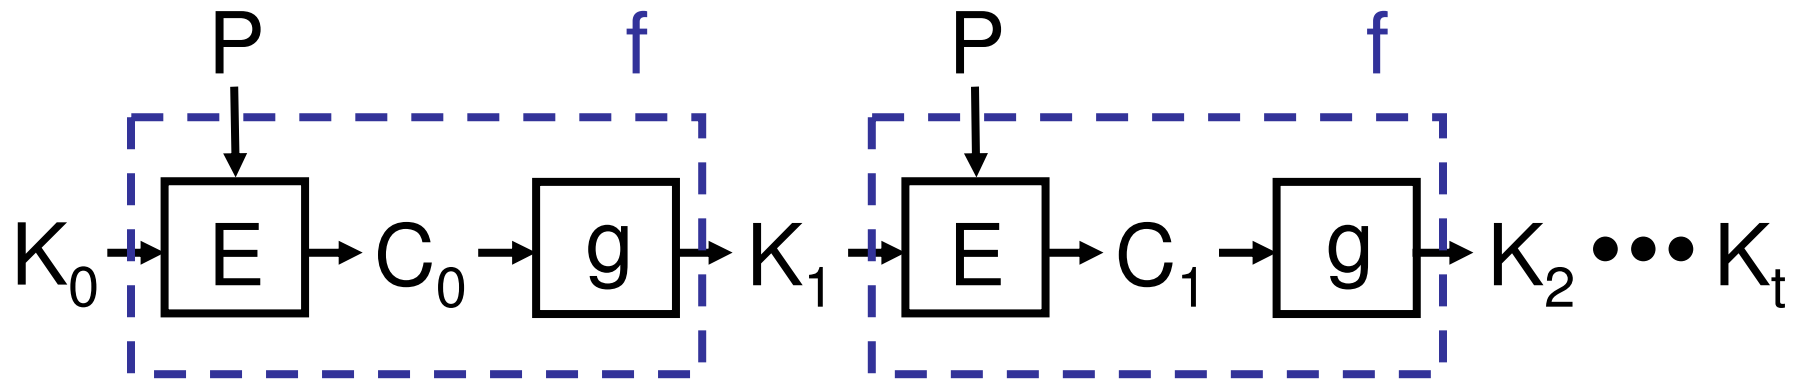 P f P f
K₀ E C₀ g K₁ E C₁ g K₂ ••• Kₜ